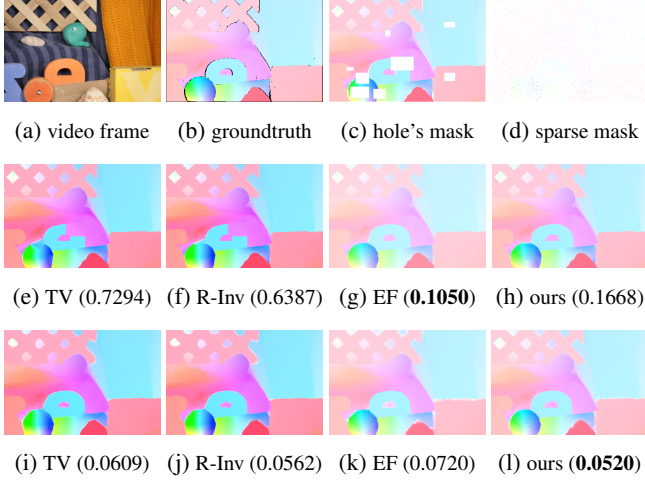 (a) video frame (b) groundtruth (c) hole's mask (d) sparse mask
(e) TV (0.7294) (f) R-Inv (0.6387) (g) EF (0.1050) (h) ours (0.1668)
(i) TV (0.0609) (j) R-Inv (0.0562) (k) EF (0.0720) (l) ours (0.0520)